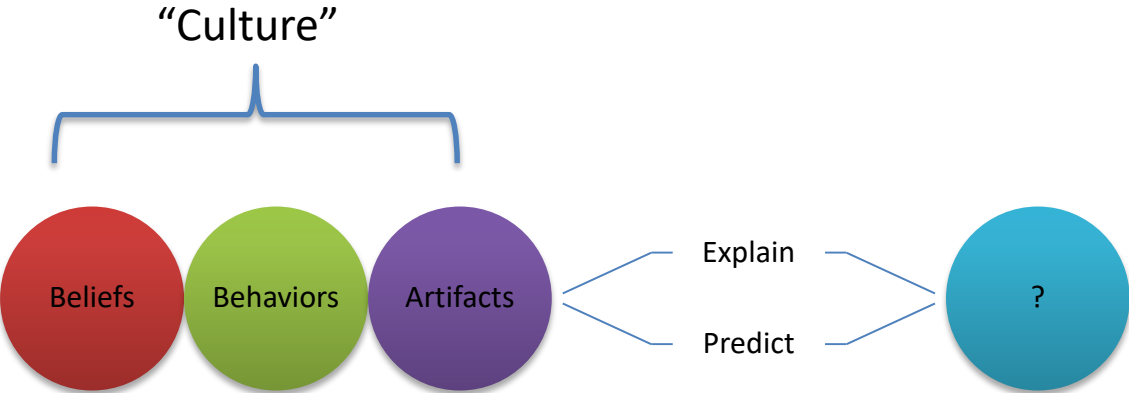 “Culture”
Beliefs
Behaviors
Artifacts
Explain
Predict
?